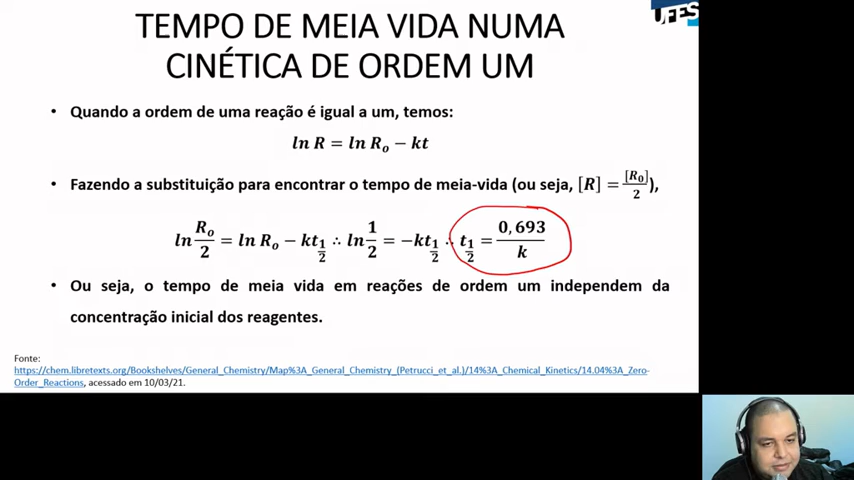 TEMPO DE MEIA VIDA NUMA
CINÉTICA DE ORDEM UM
UFES
• Quando a ordem de uma reação é igual a um, temos:
ln R = ln R₀ − kt
• Fazendo a substituição para encontrar o tempo de meia-vida (ou seja, [R] = [R₀]/2),
ln R₀/2 = ln R₀ − kt_1/2 ∴ ln 1/2 = −kt_1/2 ∴ t_1/2 = 0,693/k
• Ou seja, o tempo de meia vida em reações de ordem um independem da
concentração inicial dos reagentes.
Fonte:
https://chem.libretexts.org/Bookshelves/General_Chemistry/Map%3A_General_Chemistry_(Petrucci_et_al.)/14%3A_Chemical_Kinetics/14.04%3A_Zero-
Order_Reactions, acessado em 10/03/21.